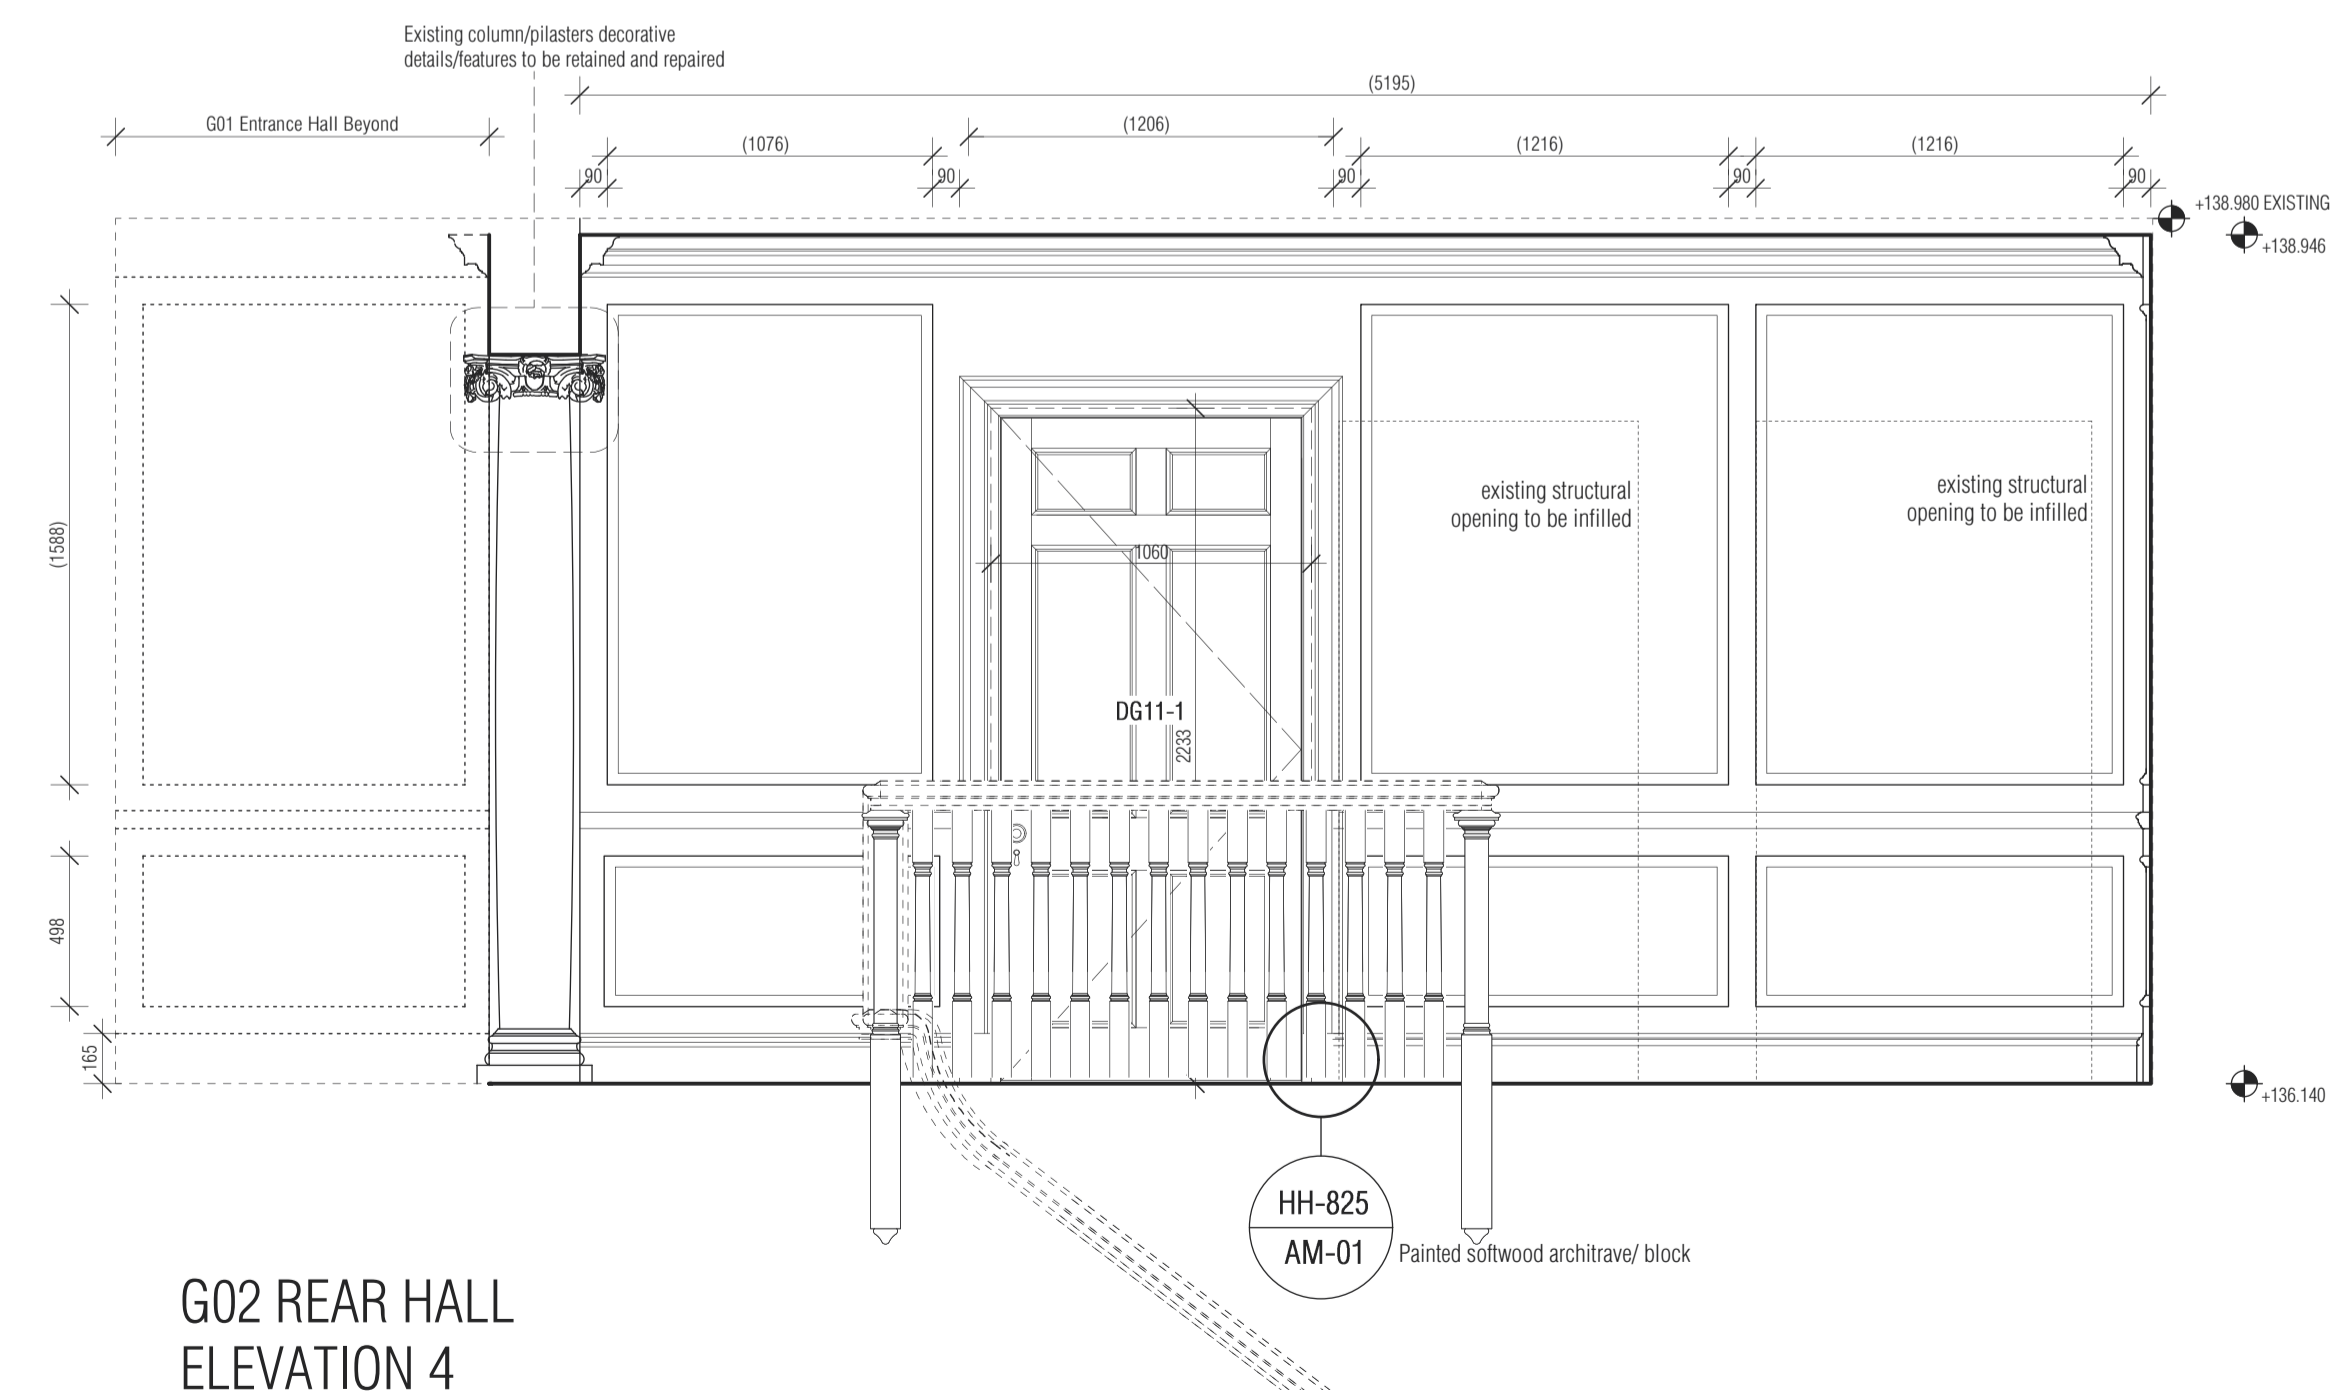 Existing column/pilasters decorative
details/features to be retained and repaired
(5195)
G01 Entrance Hall Beyond
(1206)
(1076)
(1216)
(1216)
90
90
90
90
90
+138.980 EXISTING
+138.946
existing structural
opening to be infilled
existing structural
opening to be infilled
(1588)
1060
DG11-1
2233
498
165
+136.140
HH-825
AM-01
Painted softwood architrave/ block
G02 REAR HALL
ELEVATION 4